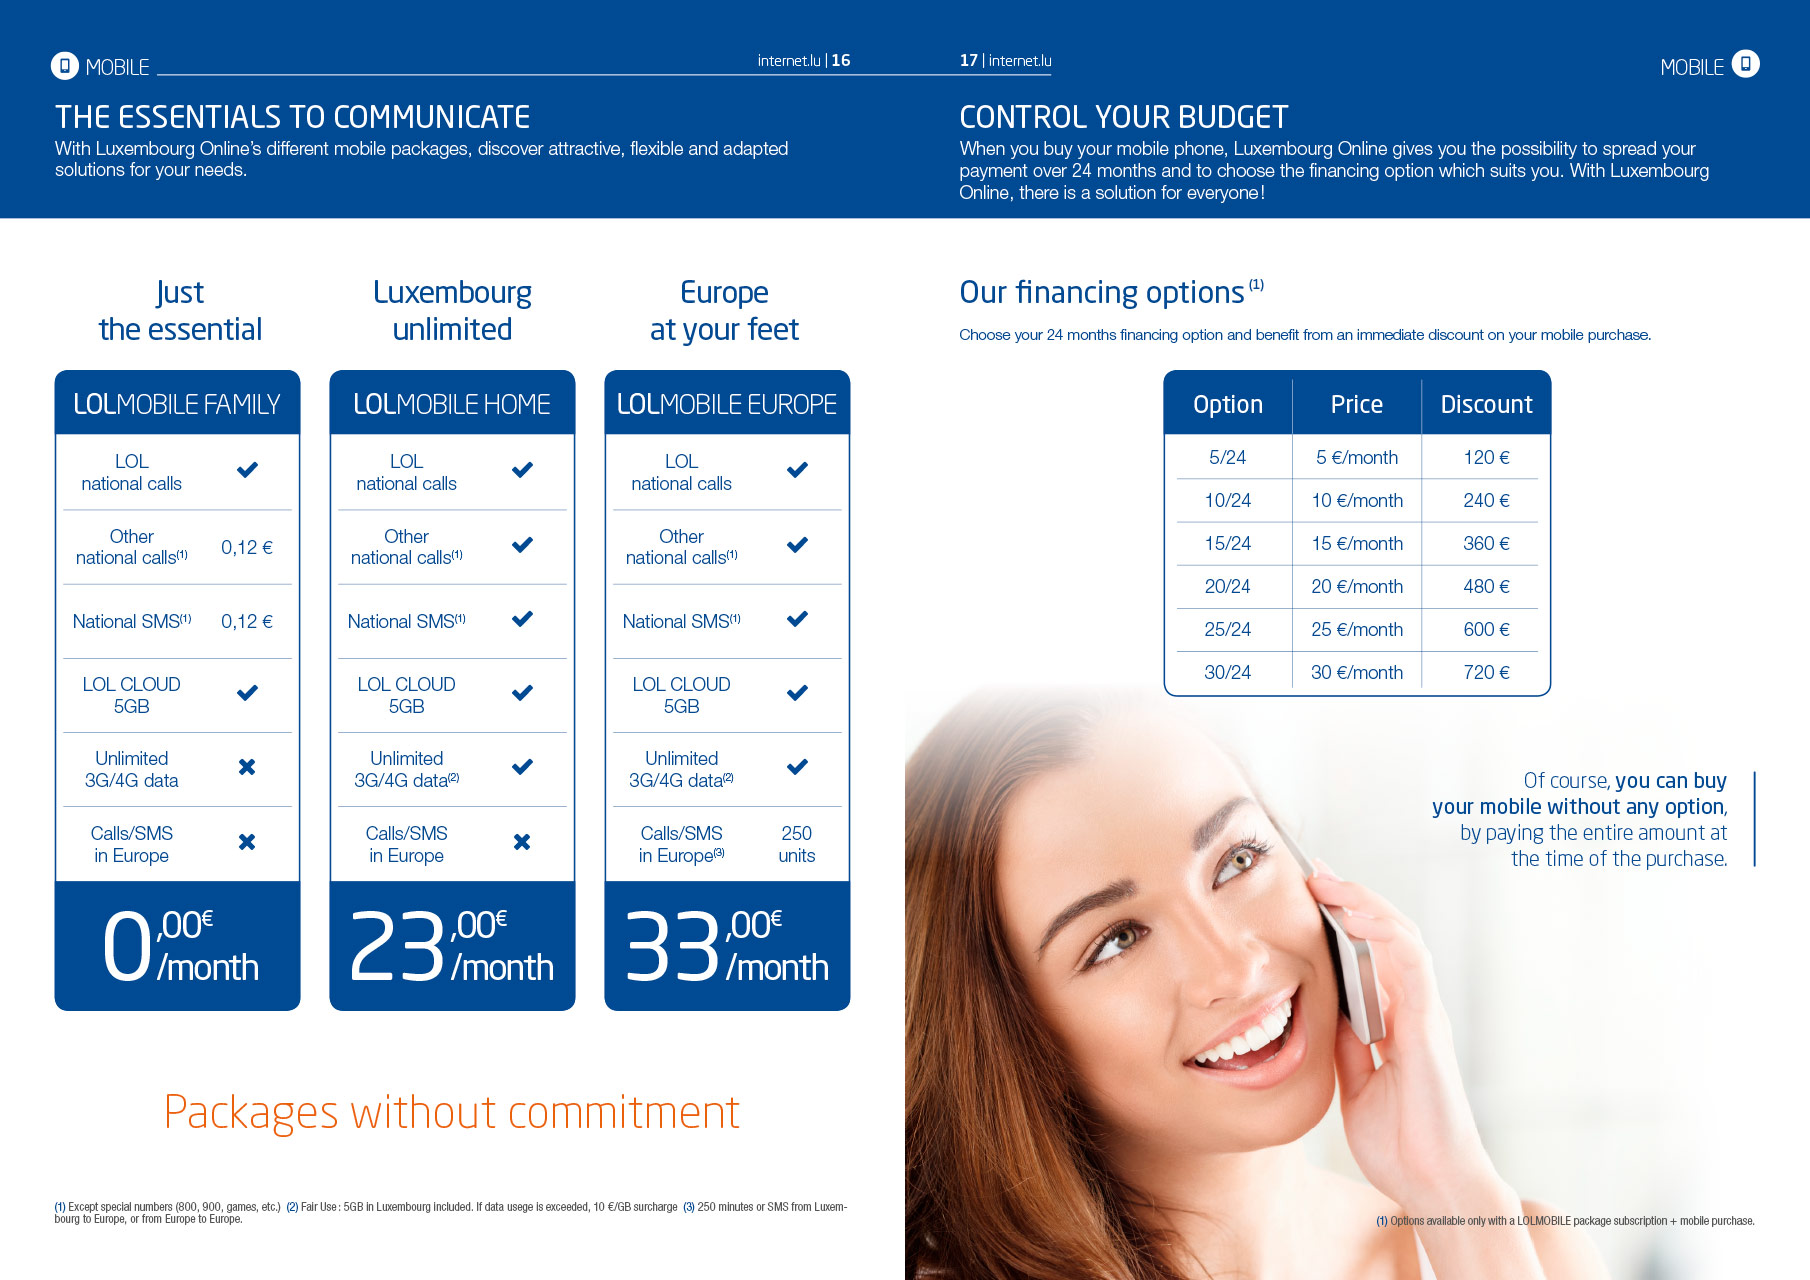 MOBILE
internet.lu | 16
THE ESSENTIALS TO COMMUNICATE
With Luxembourg Online's different mobile packages, discover attractive, flexible and adapted
solutions for your needs.
17 | internet.lu
MOBILE
CONTROL YOUR BUDGET
When you buy your mobile phone, Luxembourg Online gives you the possibility to spread your
payment over 24 months and to choose the financing option which suits you. With Luxembourg
Online, there is a solution for everyone !
Just
the essential
LOLMOBILE FAMILY
LOL
national calls
Other
national calls(1) 0,12 €
National SMS(1) 0,12 €
LOL CLOUD
5GB
Unlimited
3G/4G data
Calls/SMS
in Europe
0,00€
/month
Luxembourg
unlimited
LOLMOBILE HOME
LOL
national calls
Other
national calls(1)
National SMS(1)
LOL CLOUD
5GB
Unlimited
3G/4G data(2)
Calls/SMS
in Europe
23,00€
/month
Europe
at your feet
LOLMOBILE EUROPE
LOL
national calls
Other
national calls(1)
National SMS(1)
LOL CLOUD
5GB
Unlimited
3G/4G data(2)
Calls/SMS 250
in Europe(3) units
33,00€
/month
Packages without commitment
(1) Except special numbers (800, 900, games, etc.) (2) Fair Use : 5GB in Luxembourg included. If data usege is exceeded, 10 €/GB surcharge (3) 250 minutes or SMS from Luxem-
bourg to Europe, or from Europe to Europe.
Our financing options (1)
Choose your 24 months financing option and benefit from an immediate discount on your mobile purchase.
Option Price Discount
5/24 5 €/month 120 €
10/24 10 €/month 240 €
15/24 15 €/month 360 €
20/24 20 €/month 480 €
25/24 25 €/month 600 €
30/24 30 €/month 720 €
Of course, you can buy
your mobile without any option,
by paying the entire amount at
the time of the purchase.
(1) Options available only with a LOLMOBILE package subscription + mobile purchase.